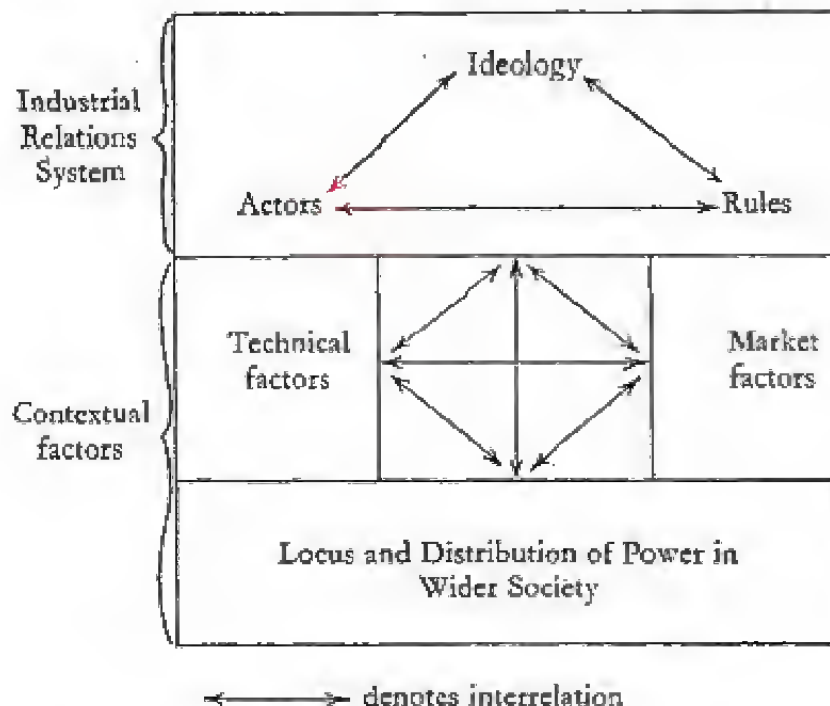 Ideology
Industrial
Relations
System
Actors
Rules
Technical
factors
Market
factors
Contextual
factors
Locus and Distribution of Power in
Wider Society
denotes interrelation